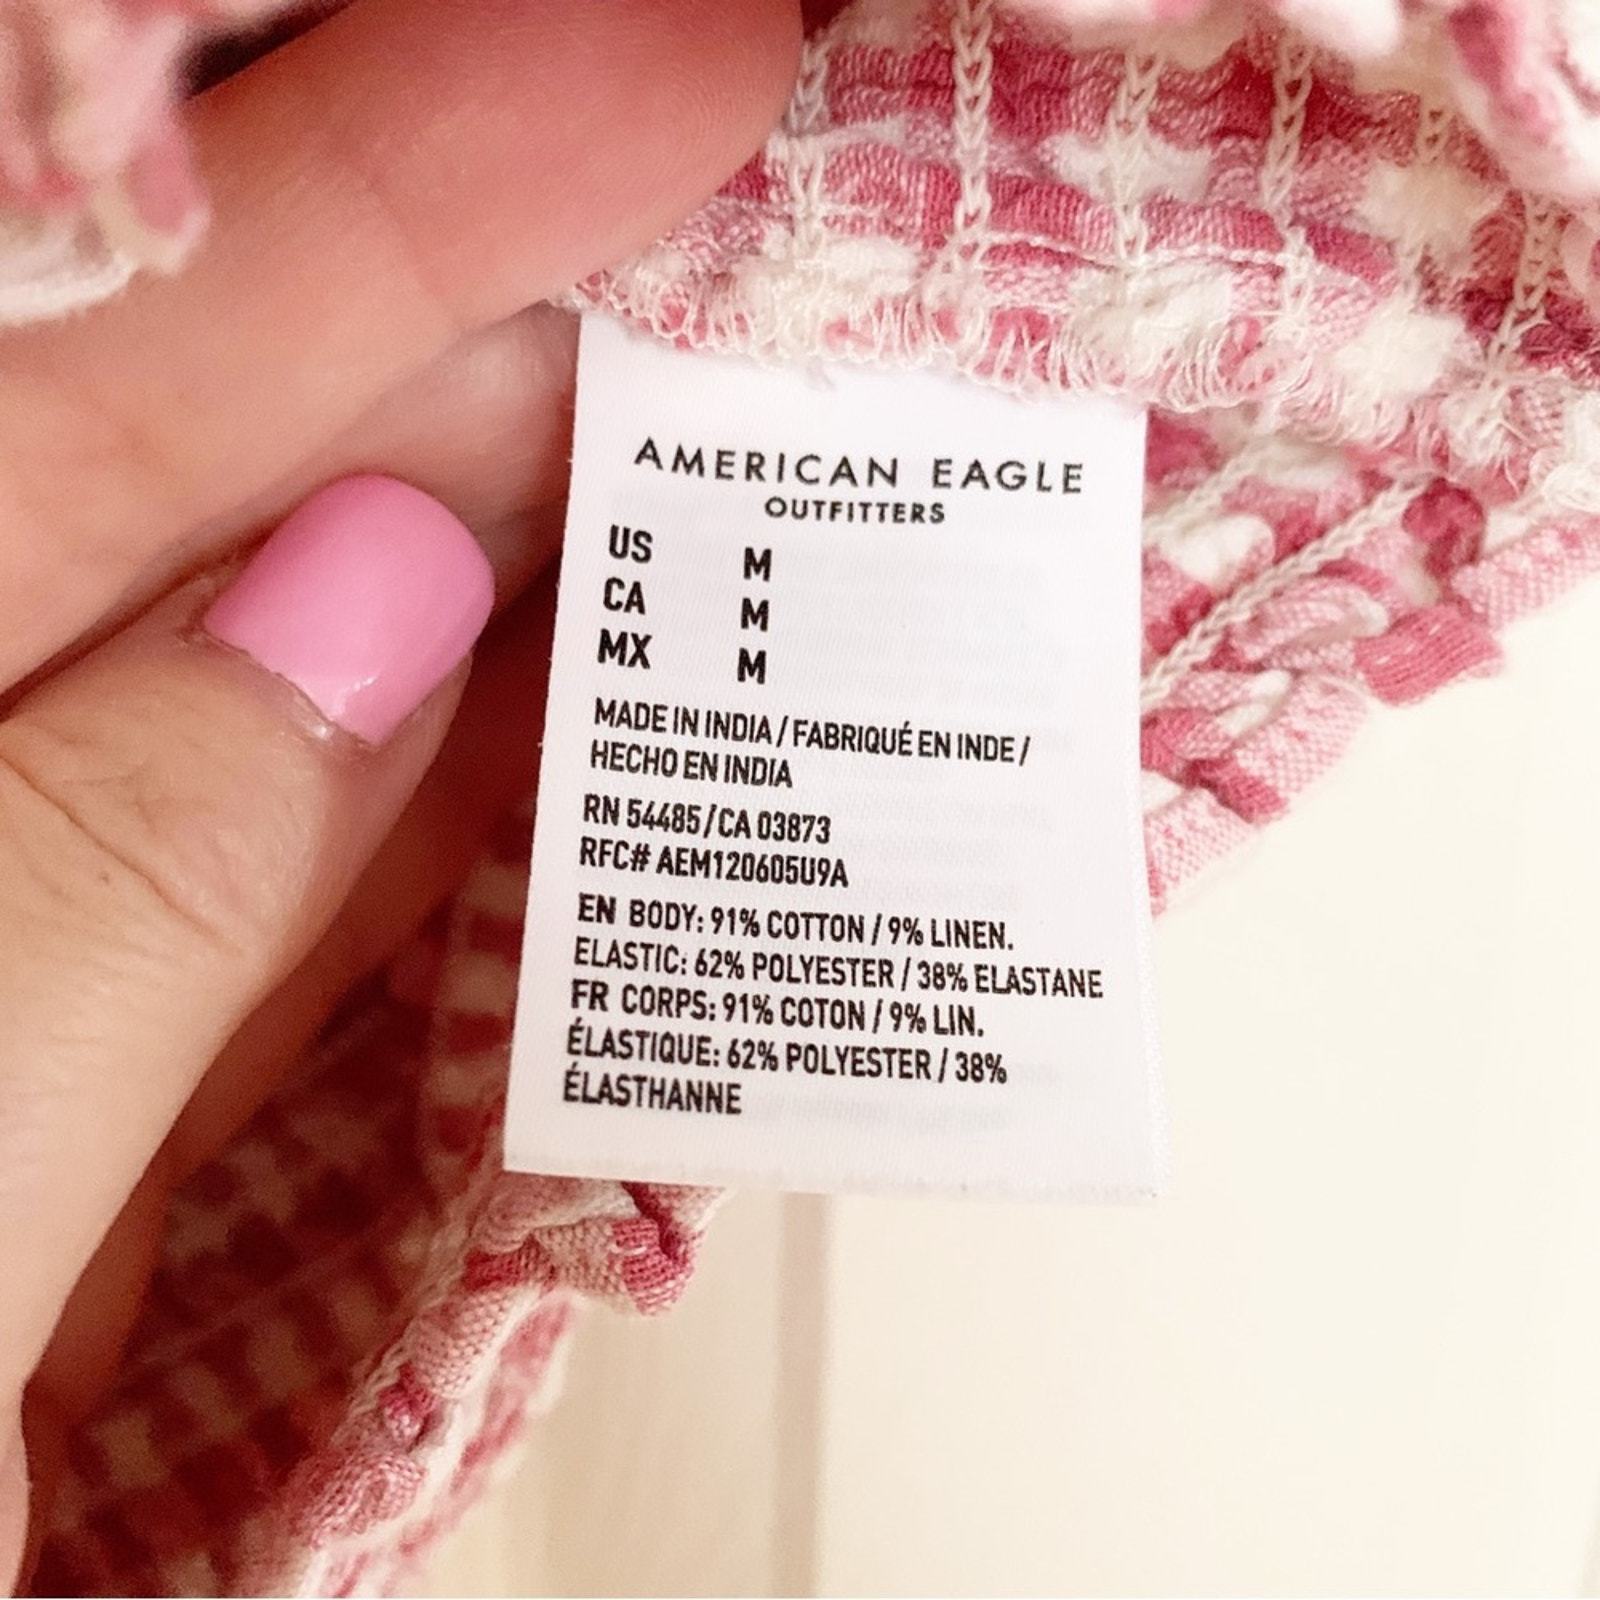 AMERICAN EAGLE
OUTFITTERS
US M
CA M
MX M
MADE IN INDIA / FABRIQUÉ EN INDE /
HECHO EN INDIA
RN 54485 / CA 03873
RFC# AEM120605U9A
EN BODY: 91% COTTON / 9% LINEN.
ELASTIC: 62% POLYESTER / 38% ELASTANE
FR CORPS: 91% COTON / 9% LIN.
ÉLASTIQUE: 62% POLYESTER / 38%
ÉLASTHANNE